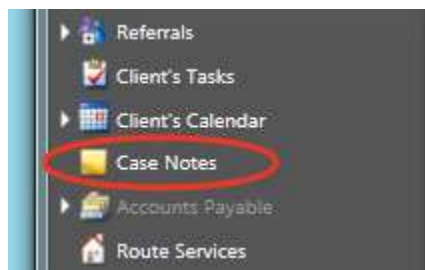 Referrals
Client's Tasks
Client's Calendar
Case Notes
Accounts Payable
Route Services